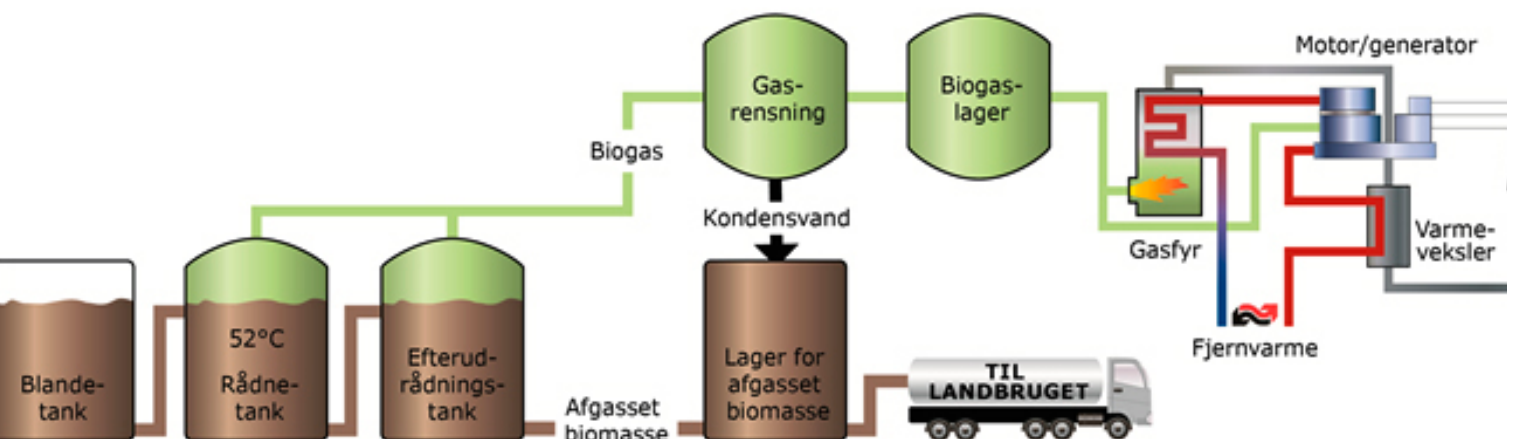 Motor/generator
Gas-
rensning
Biogas-
lager
Biogas
Kondensvand
Gasfyr
Varme-
veksler
52°C
Rådne-
tank
Blande-
tank
Efterud-
rådnings-
tank
Lager for
afgasset
biomasse
Afgasset
biomasse
TIL
LANDBRUGET
Fjernvarme